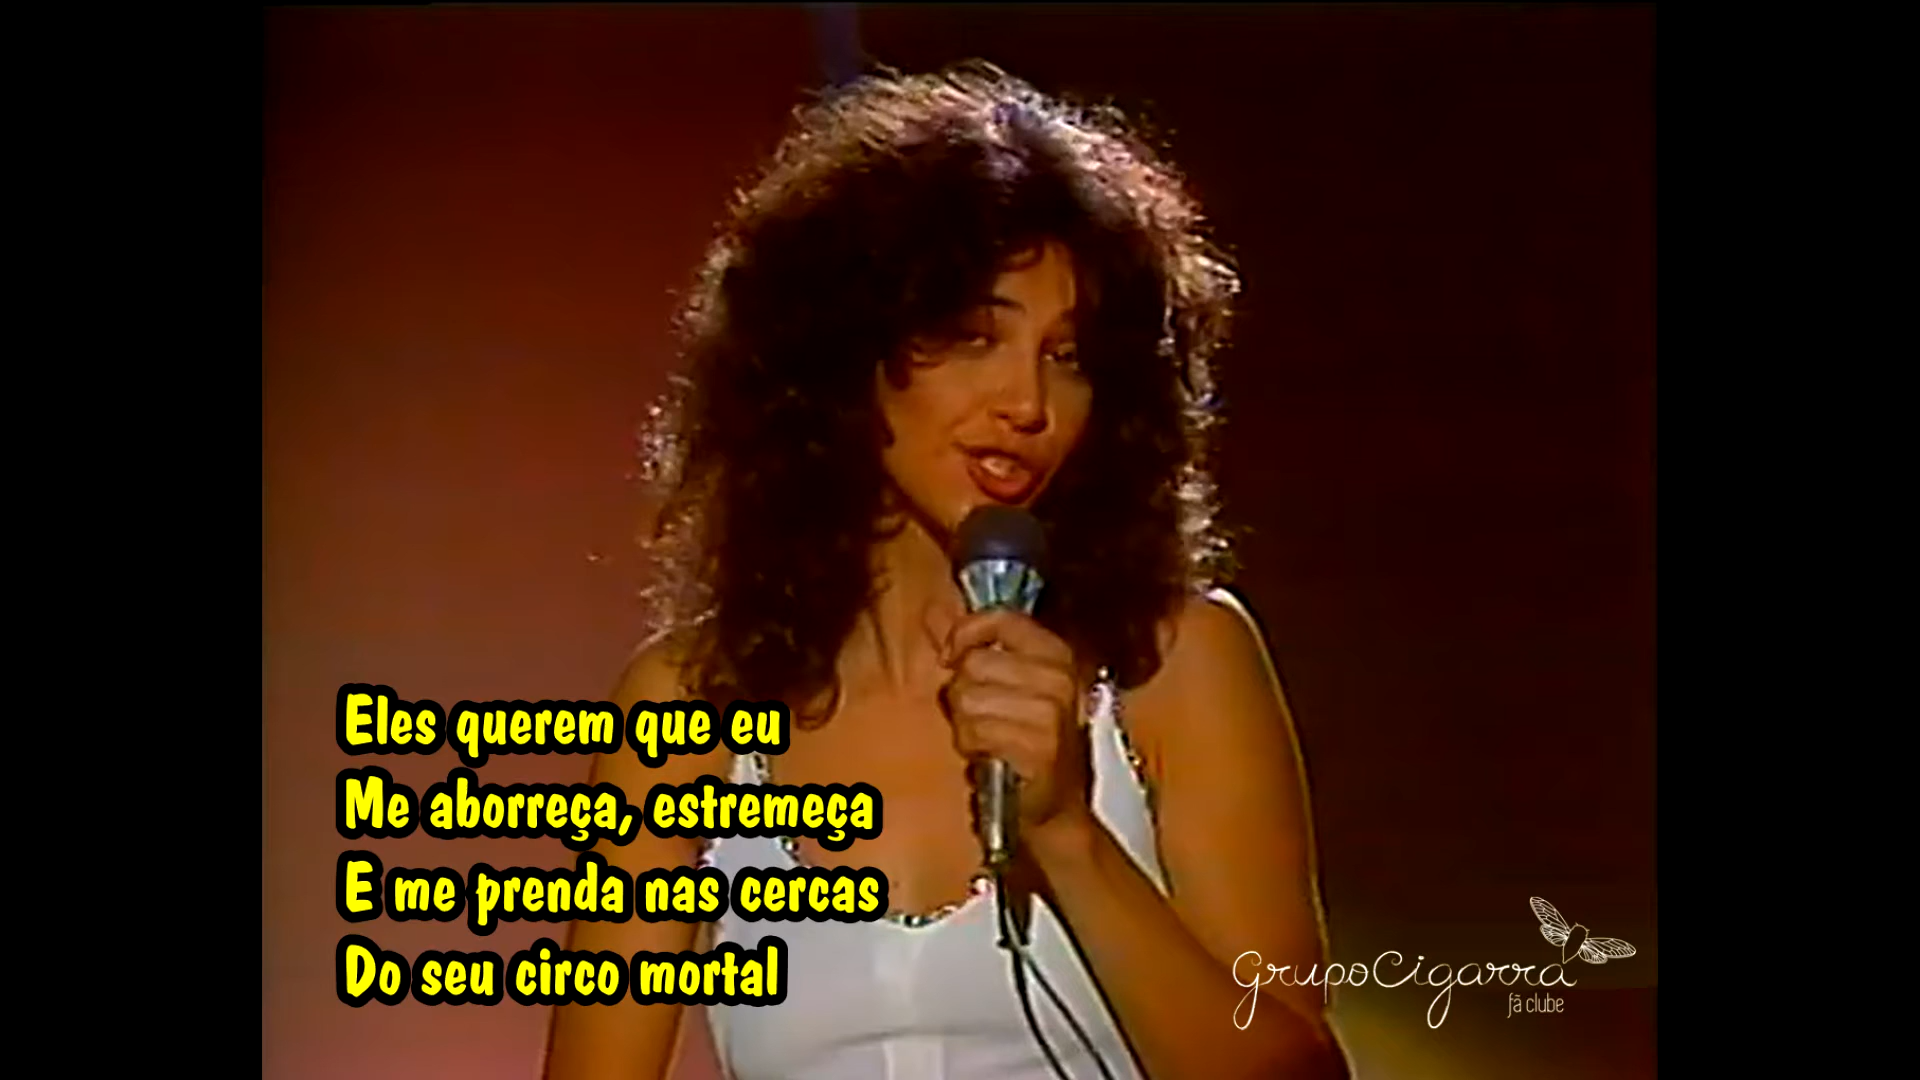 Eles querem que eu
Me aborreça, estremeça
E me prenda nas cercas
Do seu circo mortal
GrupoCigarra
fã clube